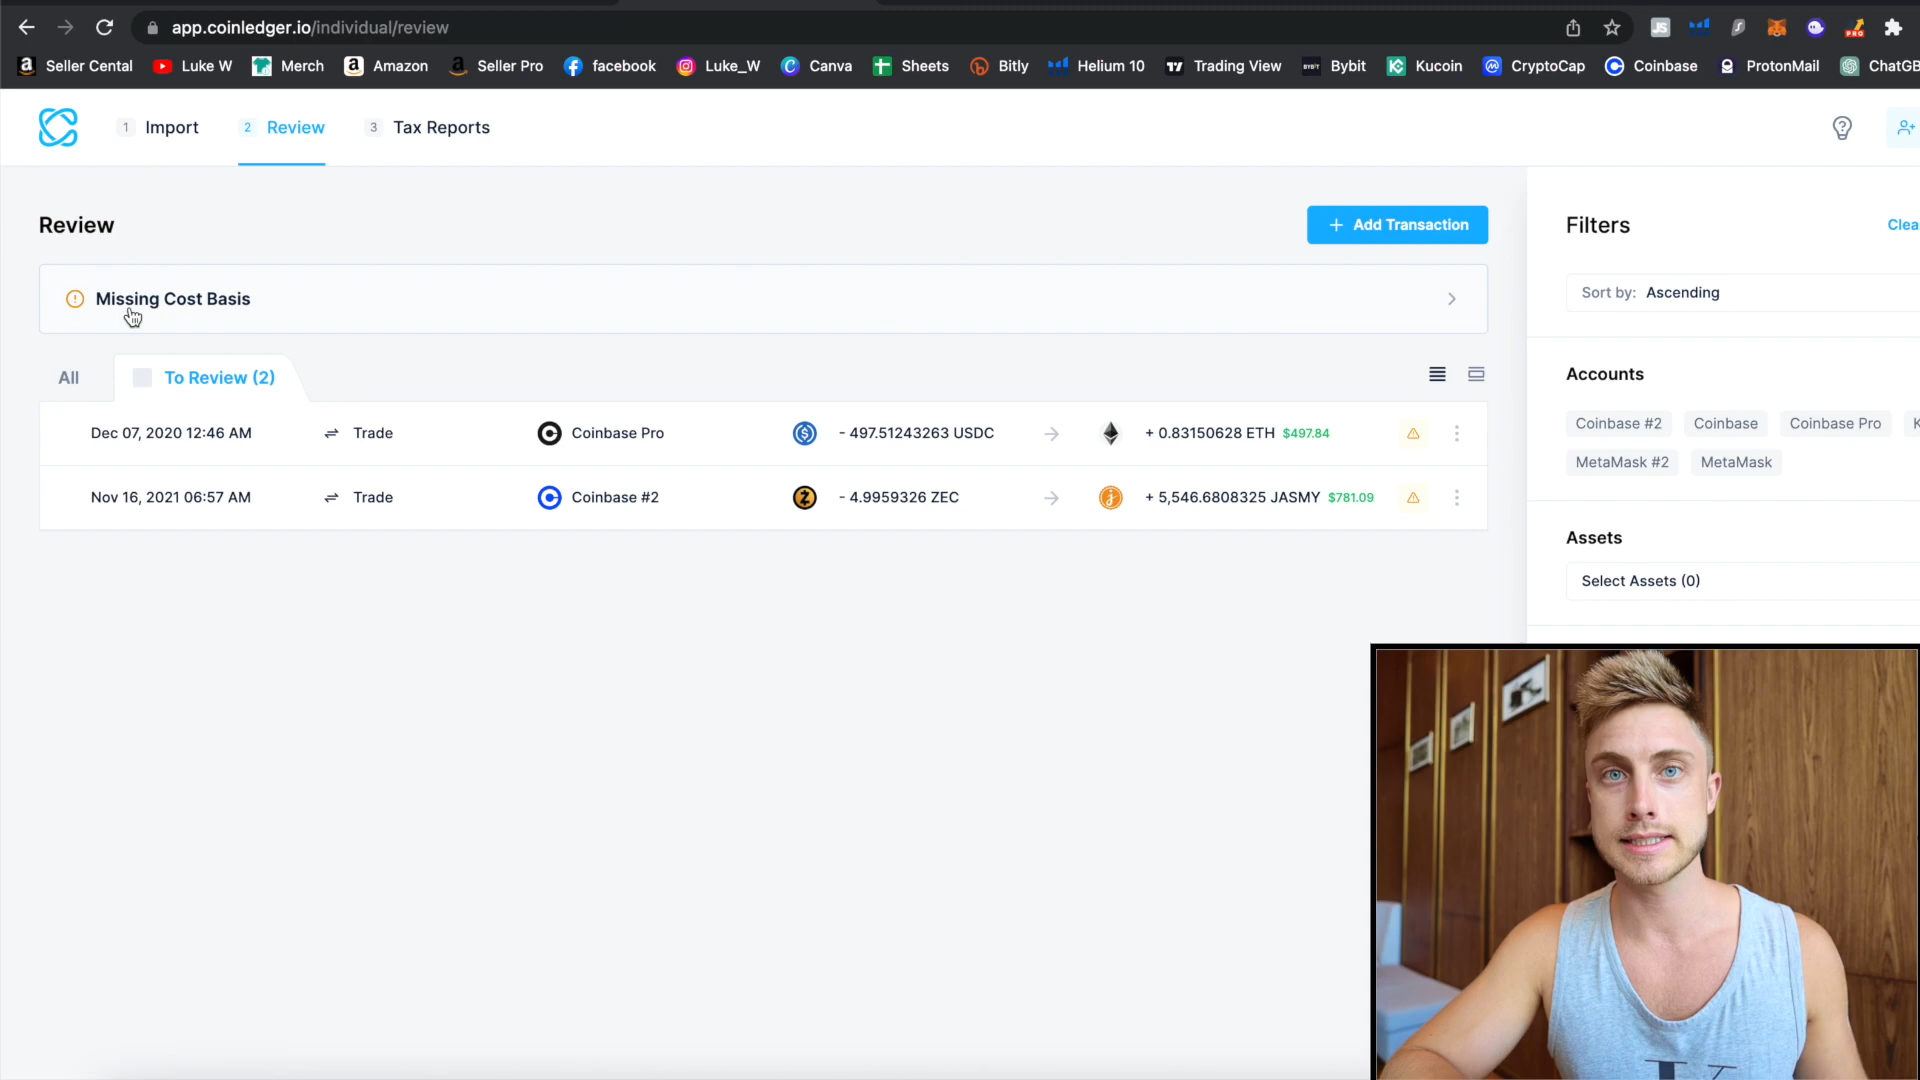 app.coinledger.io/individual/review
Seller Cental Luke W Merch Amazon Seller Pro facebook Luke_W Canva Sheets Bitly Helium 10 Trading View Bybit Kucoin CryptoCap Coinbase ProtonMail ChatGB
1 Import 2 Review 3 Tax Reports
Review
+ Add Transaction
Missing Cost Basis
All
To Review (2)
Dec 07, 2020 12:46 AM Trade Coinbase Pro - 497.51243263 USDC + 0.83150628 ETH $497.84
Nov 16, 2021 06:57 AM Trade Coinbase #2 - 4.9959326 ZEC + 5,546.6808325 JASMY $781.09
Filters
Clea
Sort by: Ascending
Accounts
Coinbase #2 Coinbase Coinbase Pro K
MetaMask #2 MetaMask
Assets
Select Assets (0)